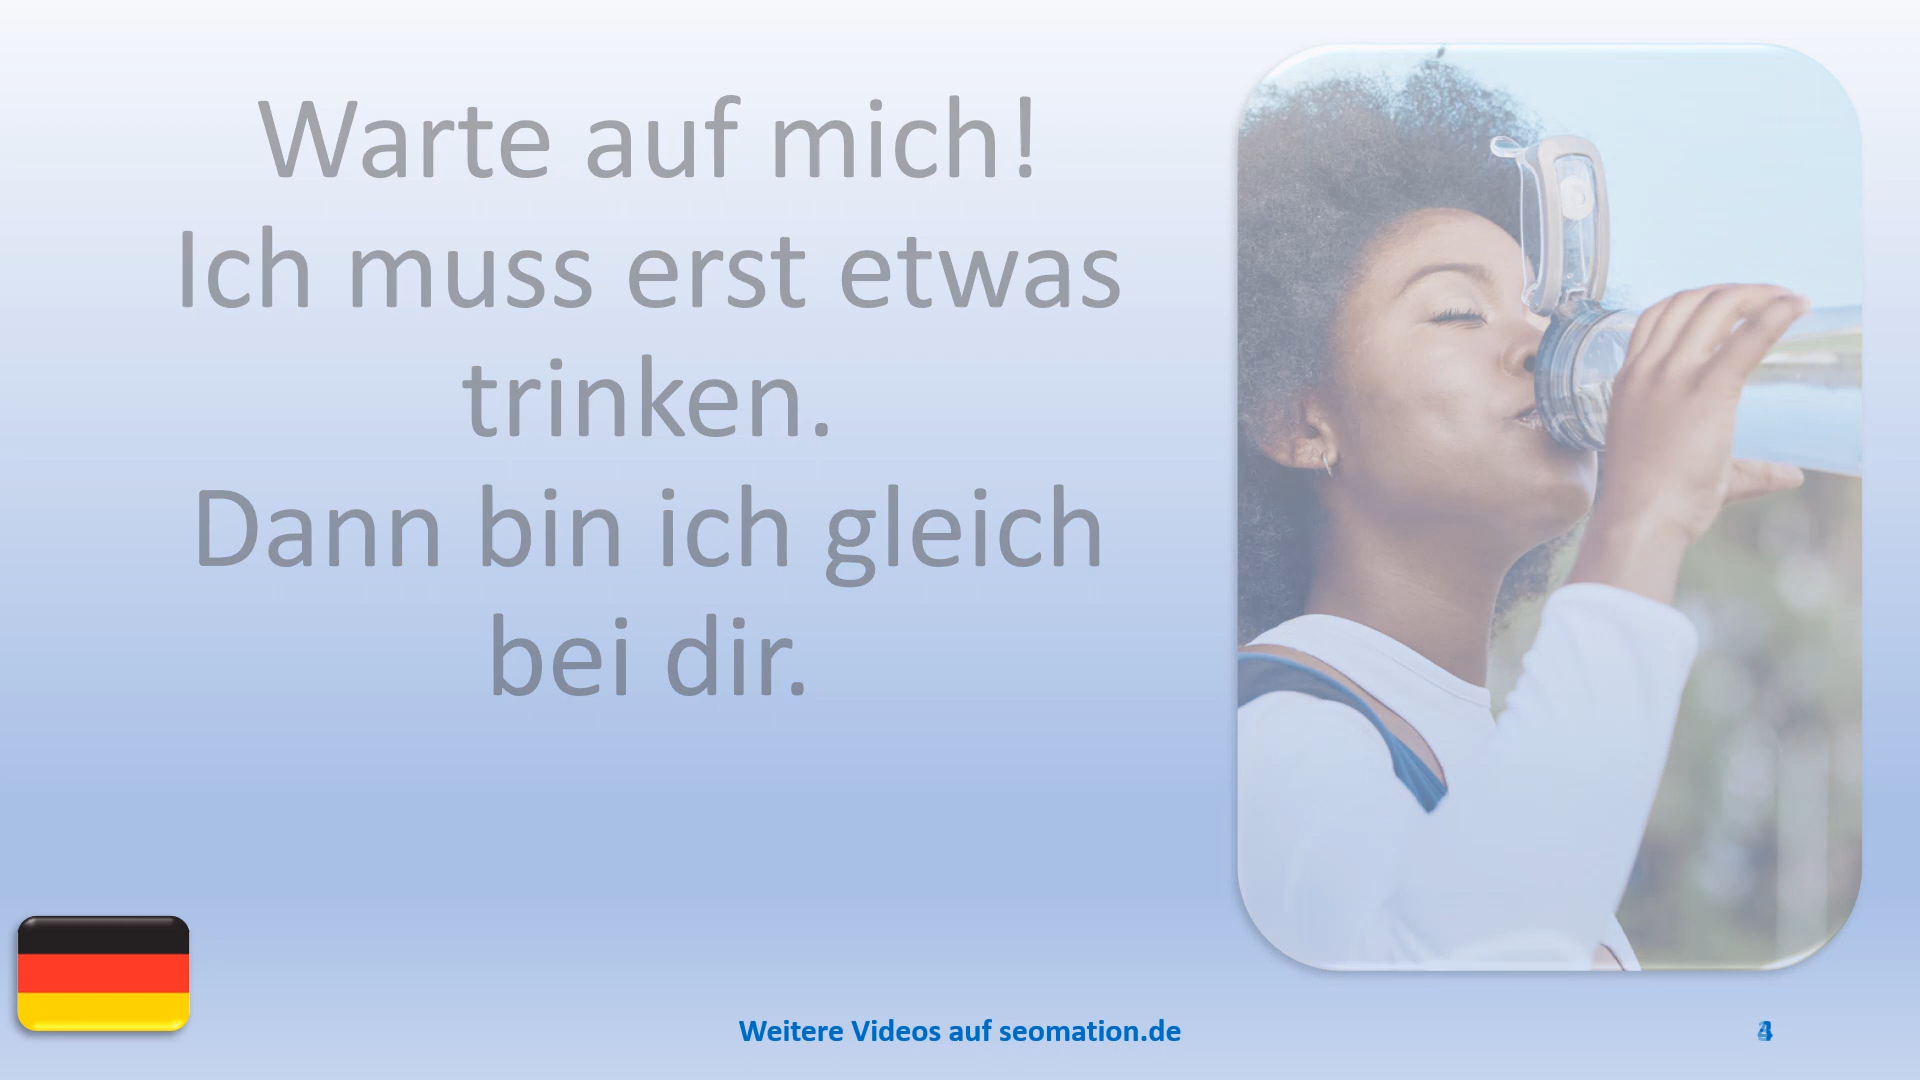 Warte auf mich!
Ich muss erst etwas
trinken.
Dann bin ich gleich
bei dir.
Weitere Videos auf seomation.de